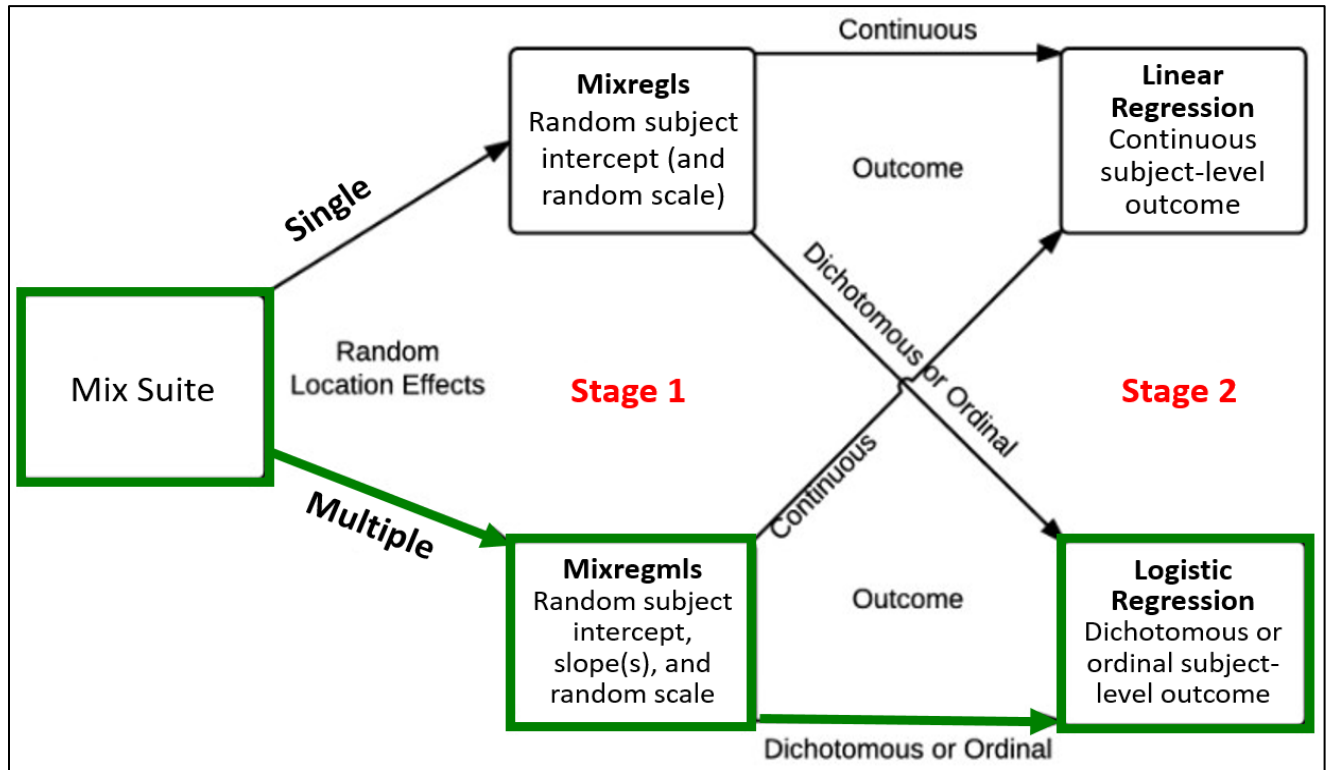 Continuous
Mixregls
Random subject
intercept (and
random scale)
Linear
Regression
Continuous
subject-level
outcome
Outcome
Single
Dichotomous or Ordinal
Mix Suite
Random
Location Effects
Stage 1
Stage 2
Continuous
Multiple
Mixregmls
Random subject
intercept,
slope(s), and
random scale
Outcome
Logistic
Regression
Dichotomous or
ordinal subject-
level outcome
Dichotomous or Ordinal